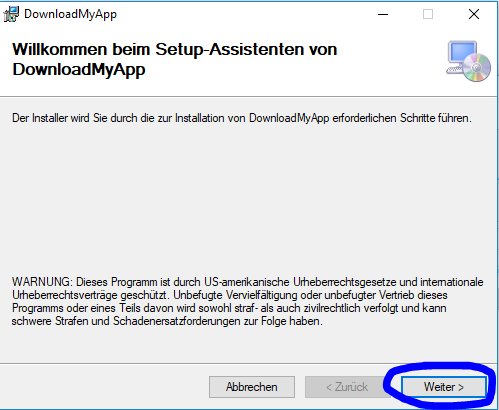 DownloadMyApp
Willkommen beim Setup-Assistenten von
DownloadMyApp
Der Installer wird Sie durch die zur Installation von DownloadMyApp erforderlichen Schritte führen.
WARNUNG: Dieses Programm ist durch US-amerikanische Urheberrechtsgesetze und internationale
Urheberrechtsverträge geschützt. Unbefugte Vervielfältigung oder unbefugter Vertrieb dieses
Programms oder eines Teils davon wird sowohl straf- als auch zivilrechtlich verfolgt und kann
schwere Strafen und Schadenersatzforderungen zur Folge haben.
Abbrechen < Zurück Weiter >